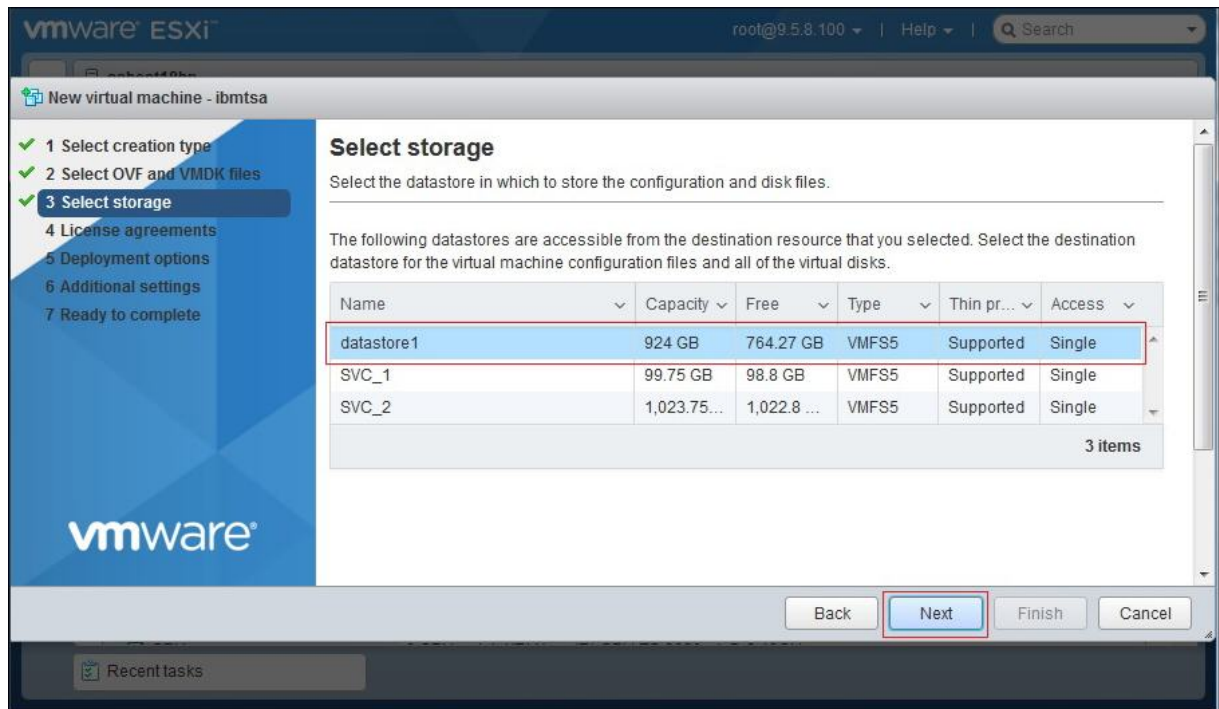 vmware ESXi™
root@9.5.8.100 | Help | Search
New virtual machine - ibmtsa
1 Select creation type
2 Select OVF and VMDK files
3 Select storage
4 License agreements
5 Deployment options
6 Additional settings
7 Ready to complete
vmware®
Select storage
Select the datastore in which to store the configuration and disk files.
The following datastores are accessible from the destination resource that you selected. Select the destination
datastore for the virtual machine configuration files and all of the virtual disks.
Name Capacity Free Type Thin pr... Access
datastore1 924 GB 764.27 GB VMFS5 Supported Single
SVC_1 99.75 GB 98.8 GB VMFS5 Supported Single
SVC_2 1,023.75... 1,022.8 ... VMFS5 Supported Single
3 items
Back Next Finish Cancel
Recent tasks